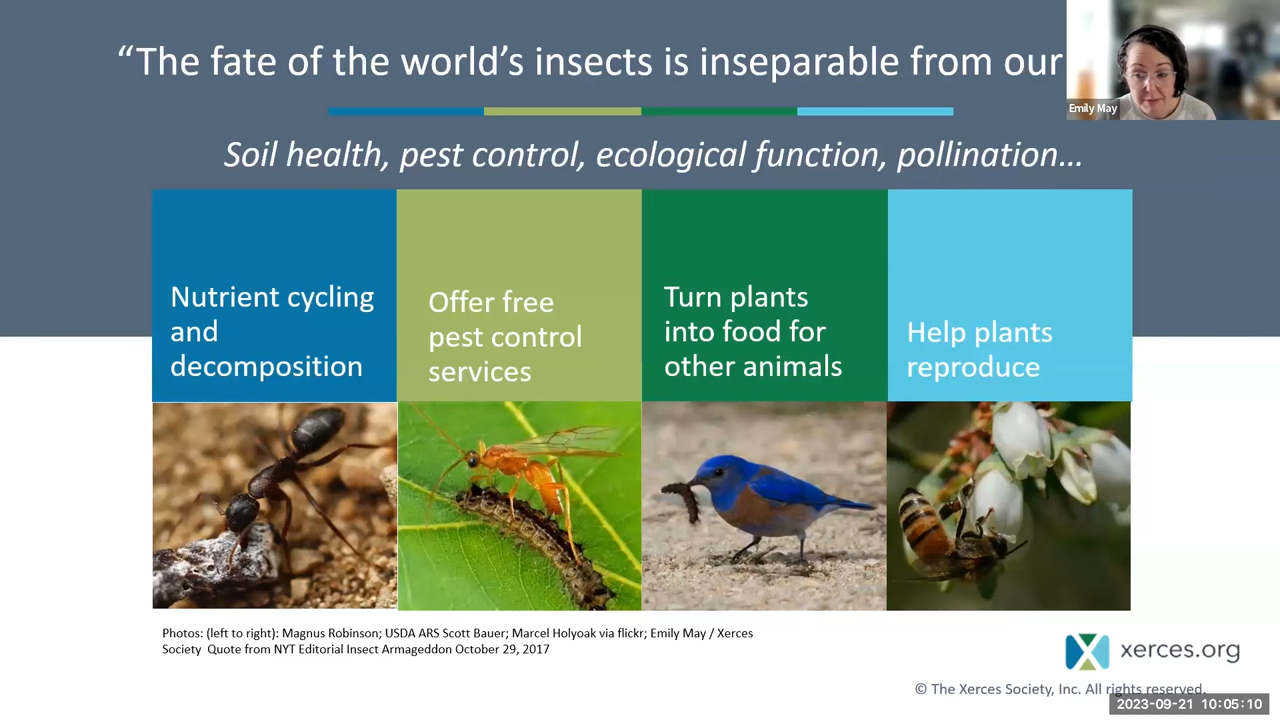 “The fate of the world’s insects is inseparable from our
Emily May
Soil health, pest control, ecological function, pollination…
Nutrient cycling
and
decomposition
Offer free
pest control
services
Turn plants
into food for
other animals
Help plants
reproduce
Photos: (left to right): Magnus Robinson; USDA ARS Scott Bauer; Marcel Holyoak via flickr; Emily May / Xerces
Society Quote from NYT Editorial Insect Armageddon October 29, 2017
xerces.org
© The Xerces Society, Inc. All rights reserved.
2023-09-21 10:05:10